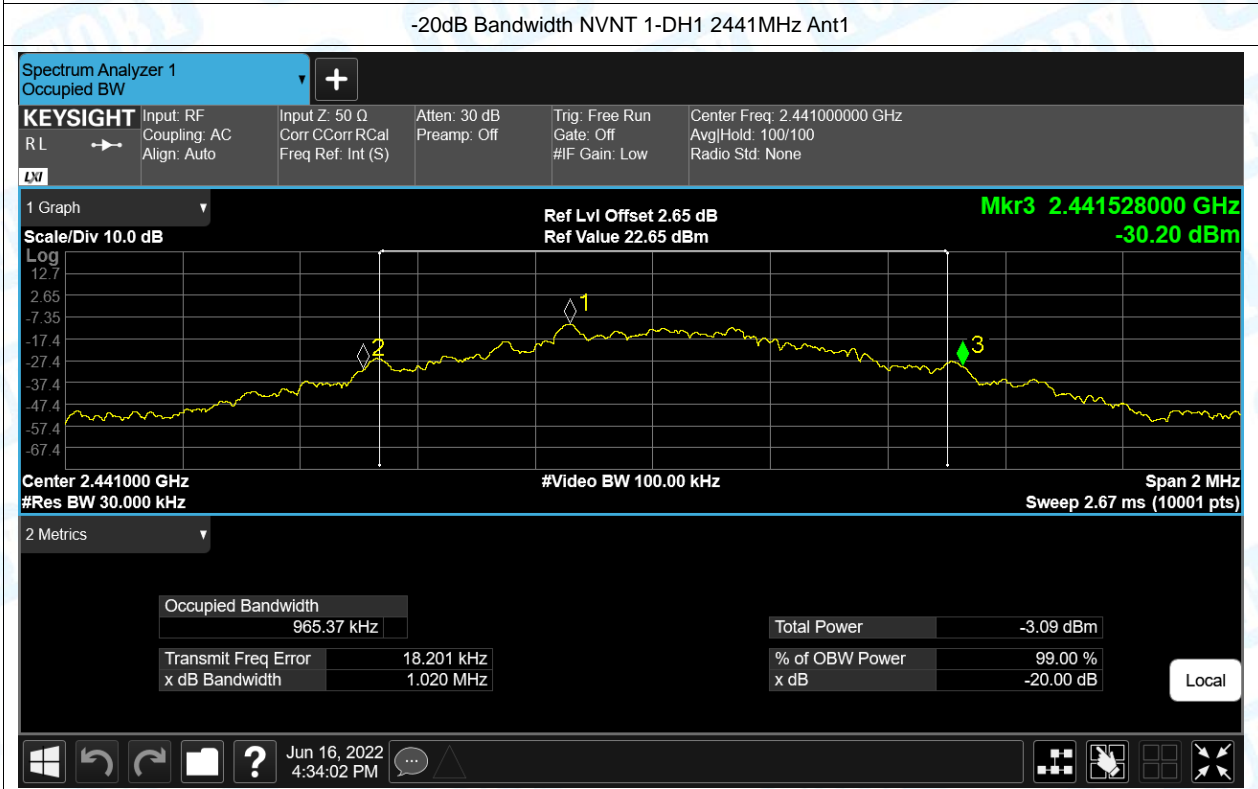 -20dB Bandwidth NVNT 1-DH1 2441MHz Ant1
Spectrum Analyzer 1
Occupied BW
+
KEYSIGHT
RL
LXI
Input: RF
Coupling: AC
Align: Auto
Input Z: 50 Ω
Corr CCorr RCal
Freq Ref: Int (S)
Atten: 30 dB
Preamp: Off
Trig: Free Run
Gate: Off
#IF Gain: Low
Center Freq: 2.441000000 GHz
Avg|Hold: 100/100
Radio Std: None
1 Graph
Scale/Div 10.0 dB
Ref Lvl Offset 2.65 dB
Ref Value 22.65 dBm
Mkr3 2.441528000 GHz
-30.20 dBm
Log
12.7
2.65
-7.35
-17.4
-27.4
-37.4
-47.4
-57.4
-67.4
1
2
3
Center 2.441000 GHz
#Res BW 30.000 kHz
#Video BW 100.00 kHz
Span 2 MHz
Sweep 2.67 ms (10001 pts)
2 Metrics
Occupied Bandwidth
965.37 kHz
Transmit Freq Error 18.201 kHz
x dB Bandwidth 1.020 MHz
Total Power -3.09 dBm
% of OBW Power 99.00 %
x dB -20.00 dB
Local
?
Jun 16, 2022
4:34:02 PM